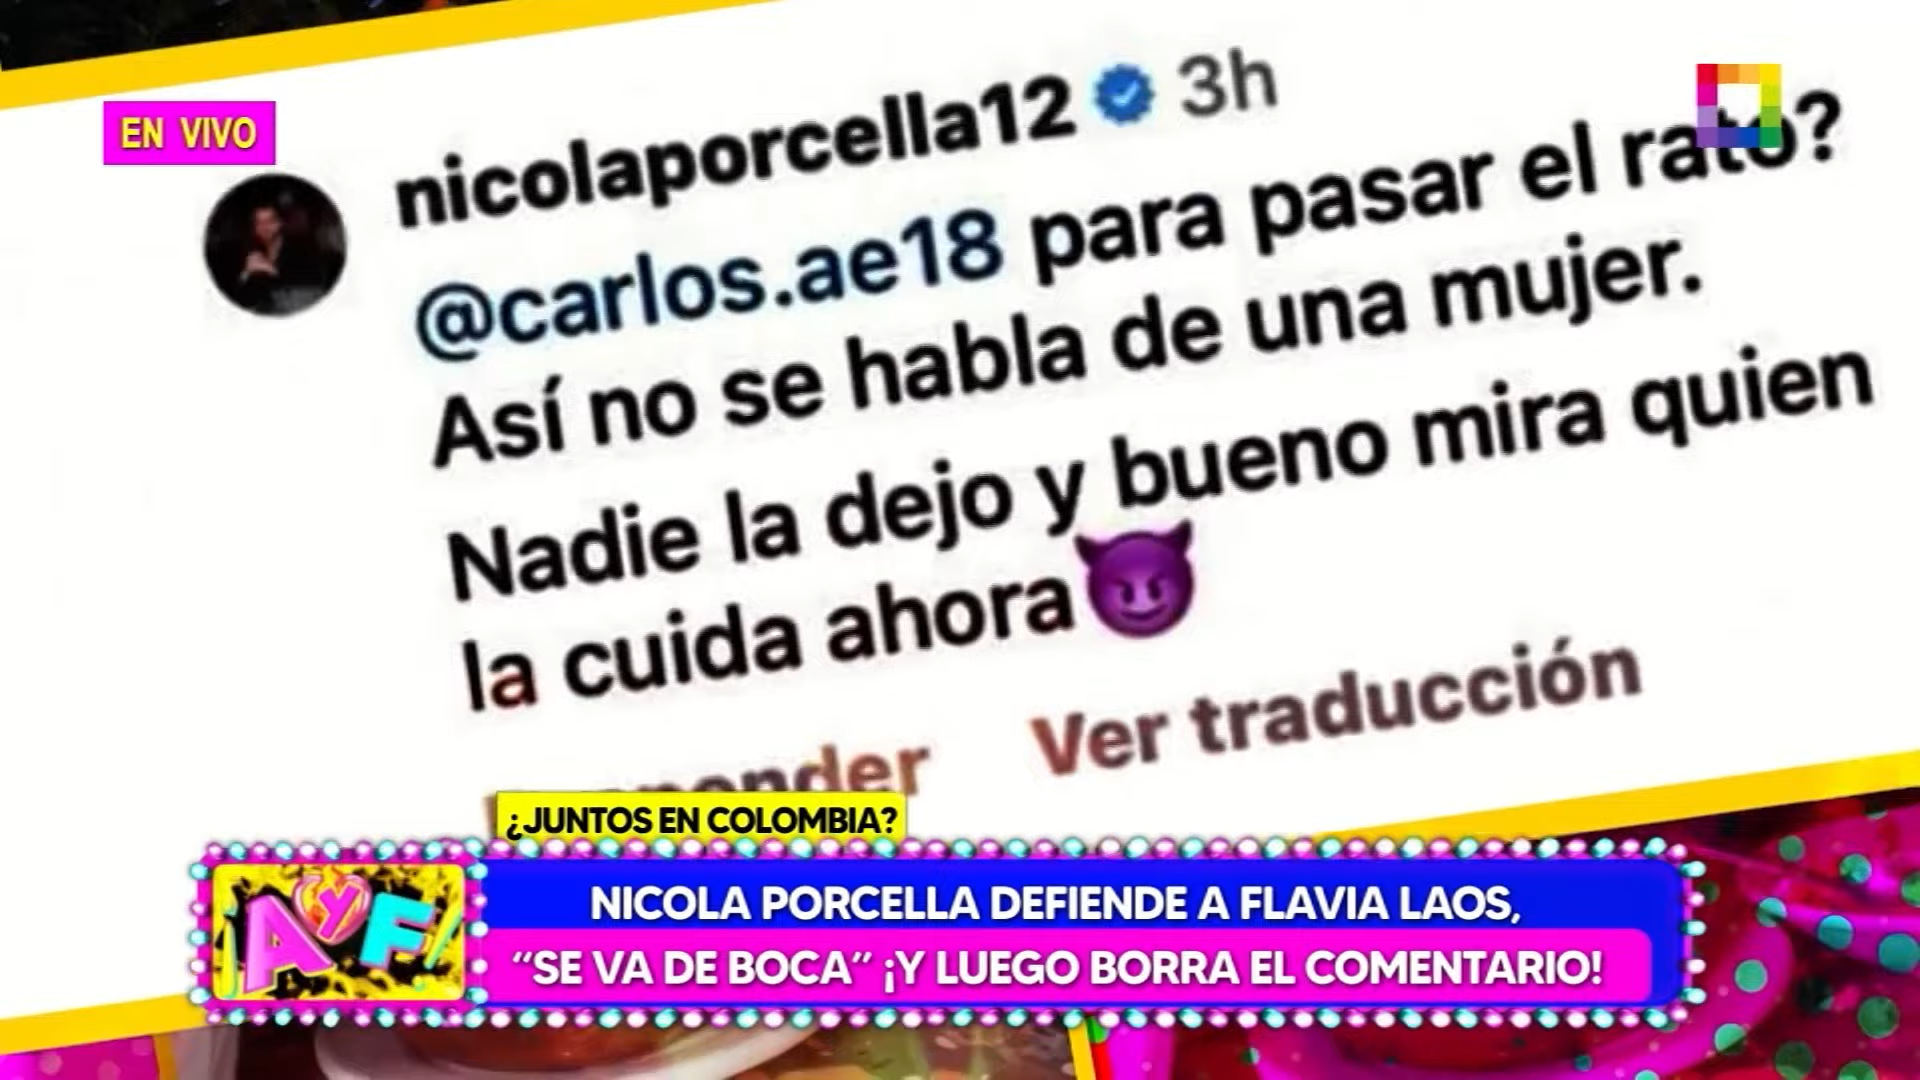 EN VIVO
nicolaporcella12 3h
@carlos.ae18 para pasar el rato?
Así no se habla de una mujer.
Nadie la dejo y bueno mira quien
la cuida ahora
Ver traducción
¿JUNTOS EN COLOMBIA?
¡AYF!
NICOLA PORCELLA DEFIENDE A FLAVIA LAOS,
“SE VA DE BOCA” ¡Y LUEGO BORRA EL COMENTARIO!